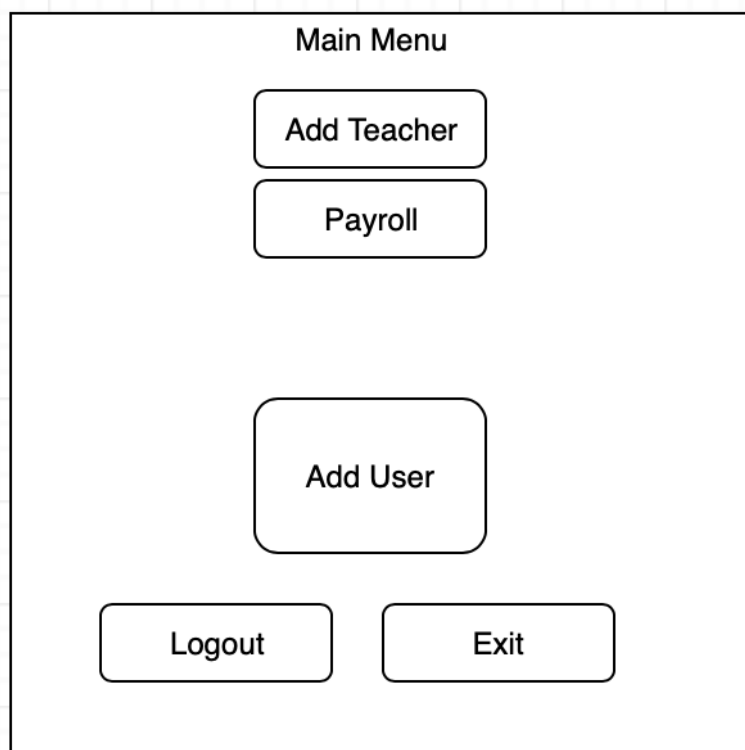 Main Menu
Add Teacher
Payroll
Add User
Logout
Exit